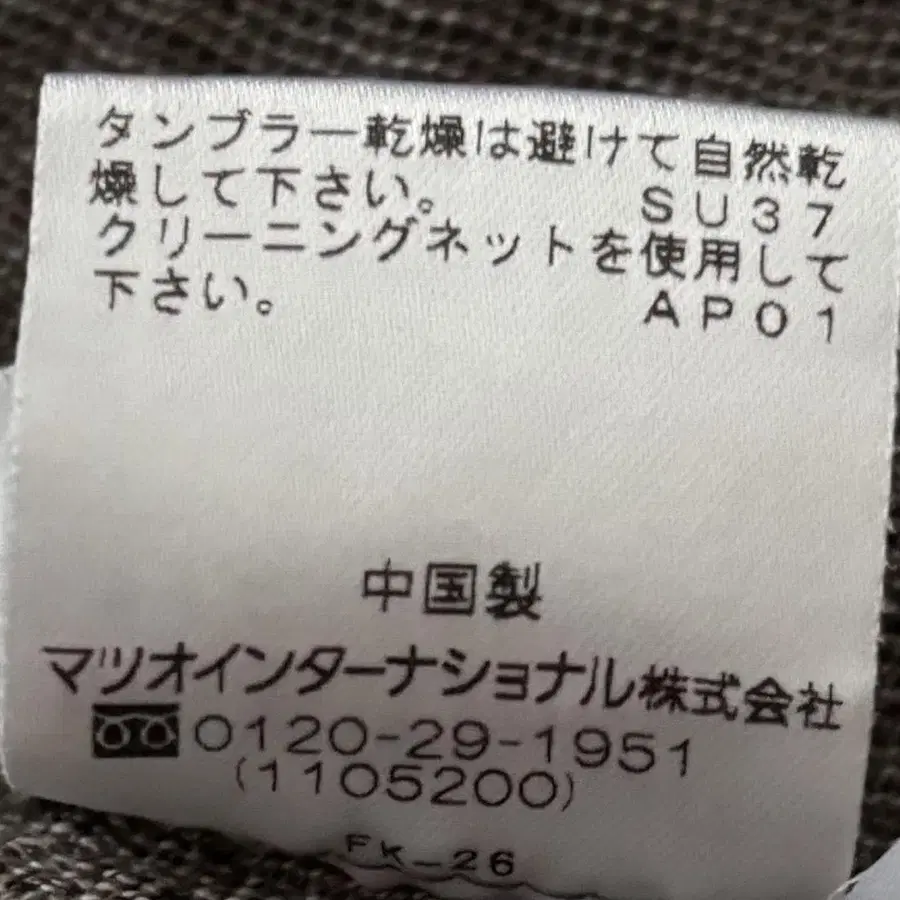 タンブラー乾燥は避けて自然乾
燥して下さい。 SU37
クリーニングネットを使用して
下さい。 AP01
中国製
マツオインターナショナル株式会社
0120-29-1951
(1105200)
FK-26